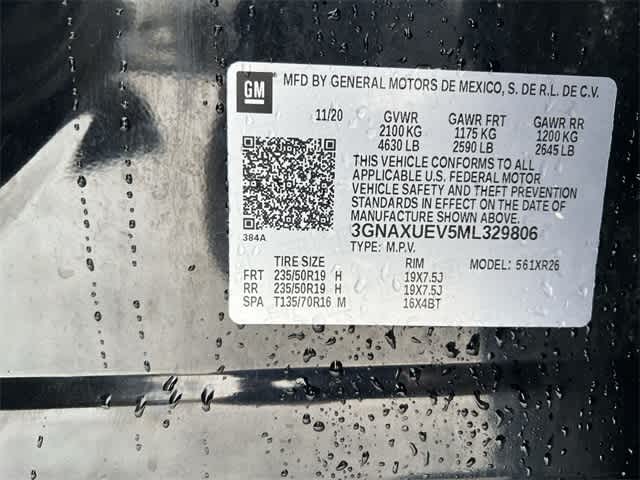 GM MFD BY GENERAL MOTORS DE MEXICO, S. DE R.L. DE C.V.
11/20 GVWR GAWR FRT GAWR RR
2100 KG 1175 KG 1200 KG
4630 LB 2590 LB 2645 LB
THIS VEHICLE CONFORMS TO ALL
APPLICABLE U.S. FEDERAL MOTOR
VEHICLE SAFETY AND THEFT PREVENTION
STANDARDS IN EFFECT ON THE DATE OF
MANUFACTURE SHOWN ABOVE.
3GNAXUEV5ML329806
384A
TYPE: M.P.V.
TIRE SIZE RIM MODEL: 561XR26
FRT 235/50R19 H 19X7.5J
RR 235/50R19 H 19X7.5J
SPA T135/70R16 M 16X4BT